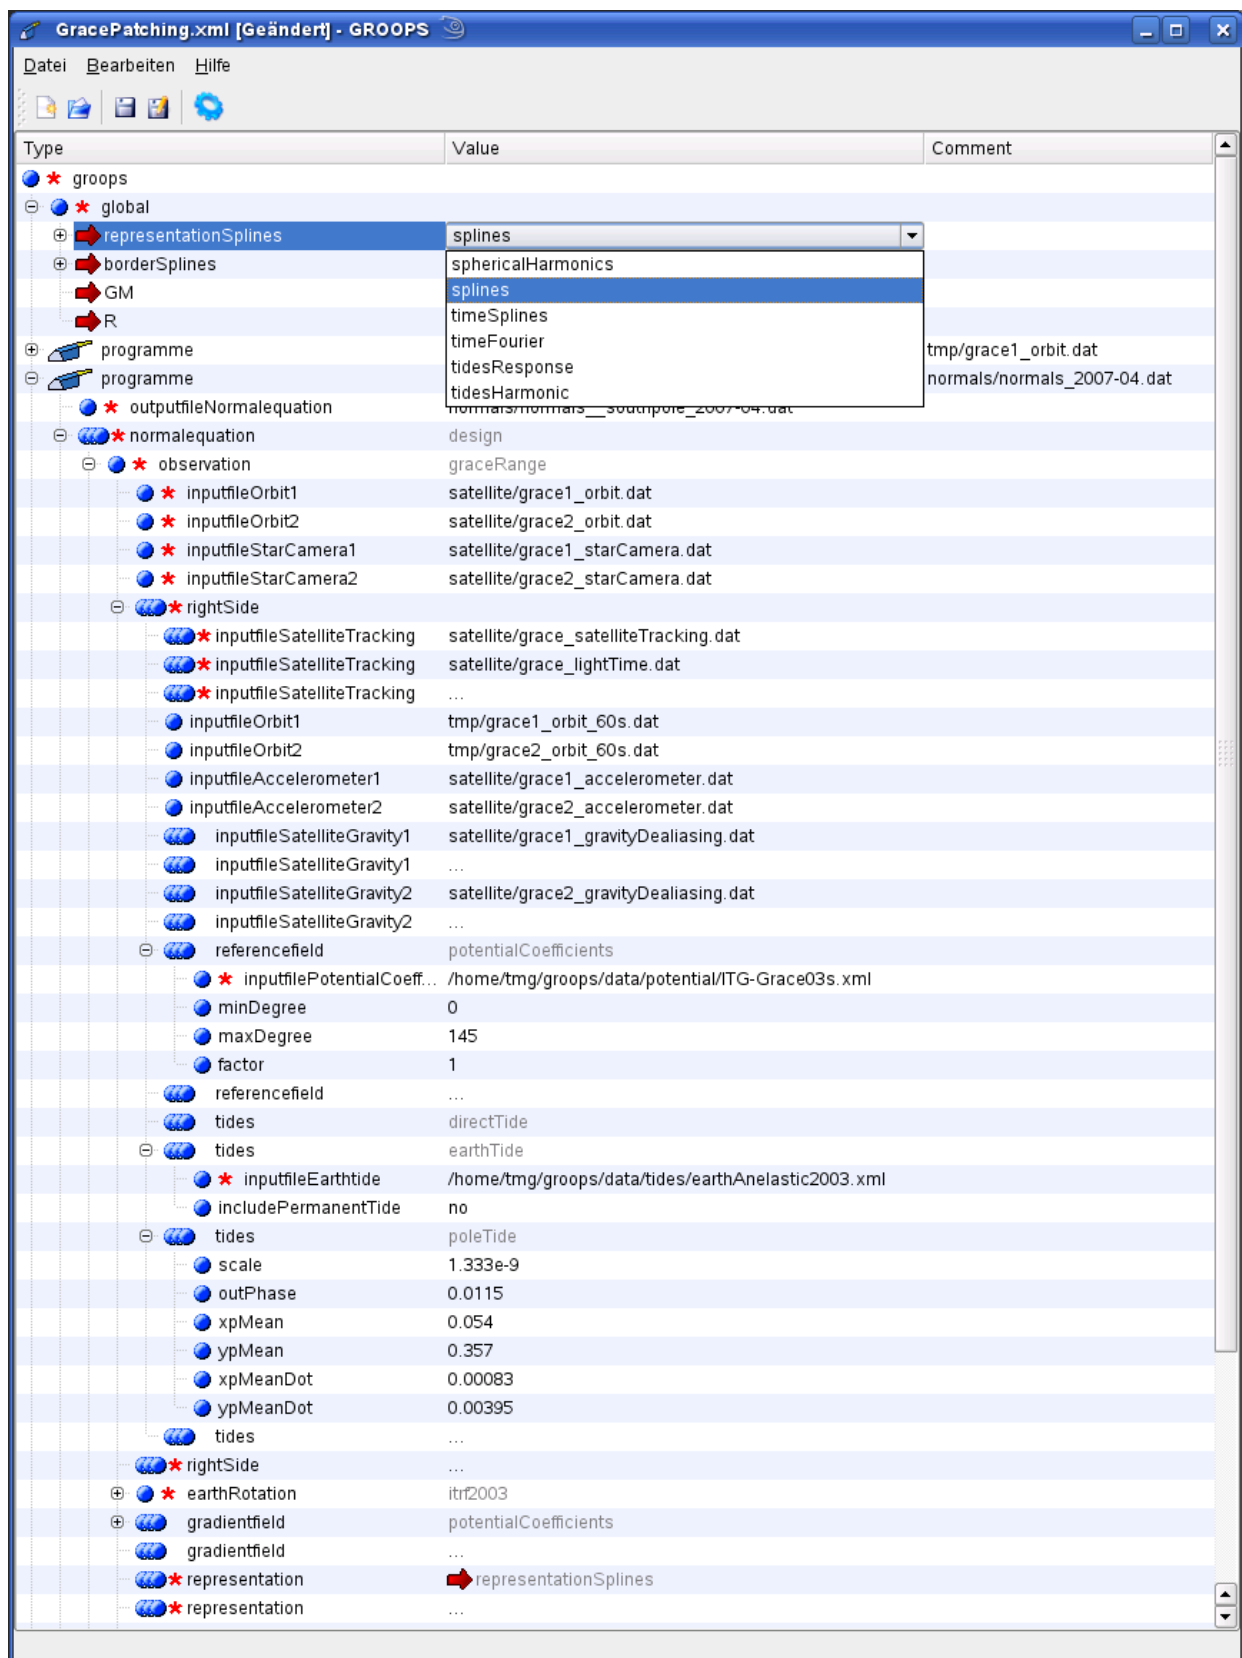 GracePatching.xml [Geändert] - GROOPS
Datei Bearbeiten Hilfe
Type Value Comment
groops
global
representationSplines splines
borderSplines sphericalHarmonics
splines
GM
timeSplines
R
timeFourier
programme tmp/grace1_orbit.dat
tidesResponse
programme normals/normals_2007-04.dat
tidesHarmonic
outputfileNormalequation normals/normals__southpole_2007-04.dat
normalequation design
observation graceRange
inputfileOrbit1 satellite/grace1_orbit.dat
inputfileOrbit2 satellite/grace2_orbit.dat
inputfileStarCamera1 satellite/grace1_starCamera.dat
inputfileStarCamera2 satellite/grace2_starCamera.dat
rightSide
inputfileSatelliteTracking satellite/grace_satelliteTracking.dat
inputfileSatelliteTracking satellite/grace_lightTime.dat
inputfileSatelliteTracking ...
inputfileOrbit1 tmp/grace1_orbit_60s.dat
inputfileOrbit2 tmp/grace2_orbit_60s.dat
inputfileAccelerometer1 satellite/grace1_accelerometer.dat
inputfileAccelerometer2 satellite/grace2_accelerometer.dat
inputfileSatelliteGravity1 satellite/grace1_gravityDealiasing.dat
inputfileSatelliteGravity1 ...
inputfileSatelliteGravity2 satellite/grace2_gravityDealiasing.dat
inputfileSatelliteGravity2 ...
referencefield potentialCoefficients
inputfilePotentialCoeff... /home/tmg/groops/data/potential/ITG-Grace03s.xml
minDegree 0
maxDegree 145
factor 1
referencefield ...
tides directTide
tides earthTide
inputfileEarthtide /home/tmg/groops/data/tides/earthAnelastic2003.xml
includePermanentTide no
tides poleTide
scale 1.333e-9
outPhase 0.0115
xpMean 0.054
ypMean 0.357
xpMeanDot 0.00083
ypMeanDot 0.00395
tides ...
rightSide ...
earthRotation itrf2003
gradientfield potentialCoefficients
gradientfield ...
representation representationSplines
representation ...